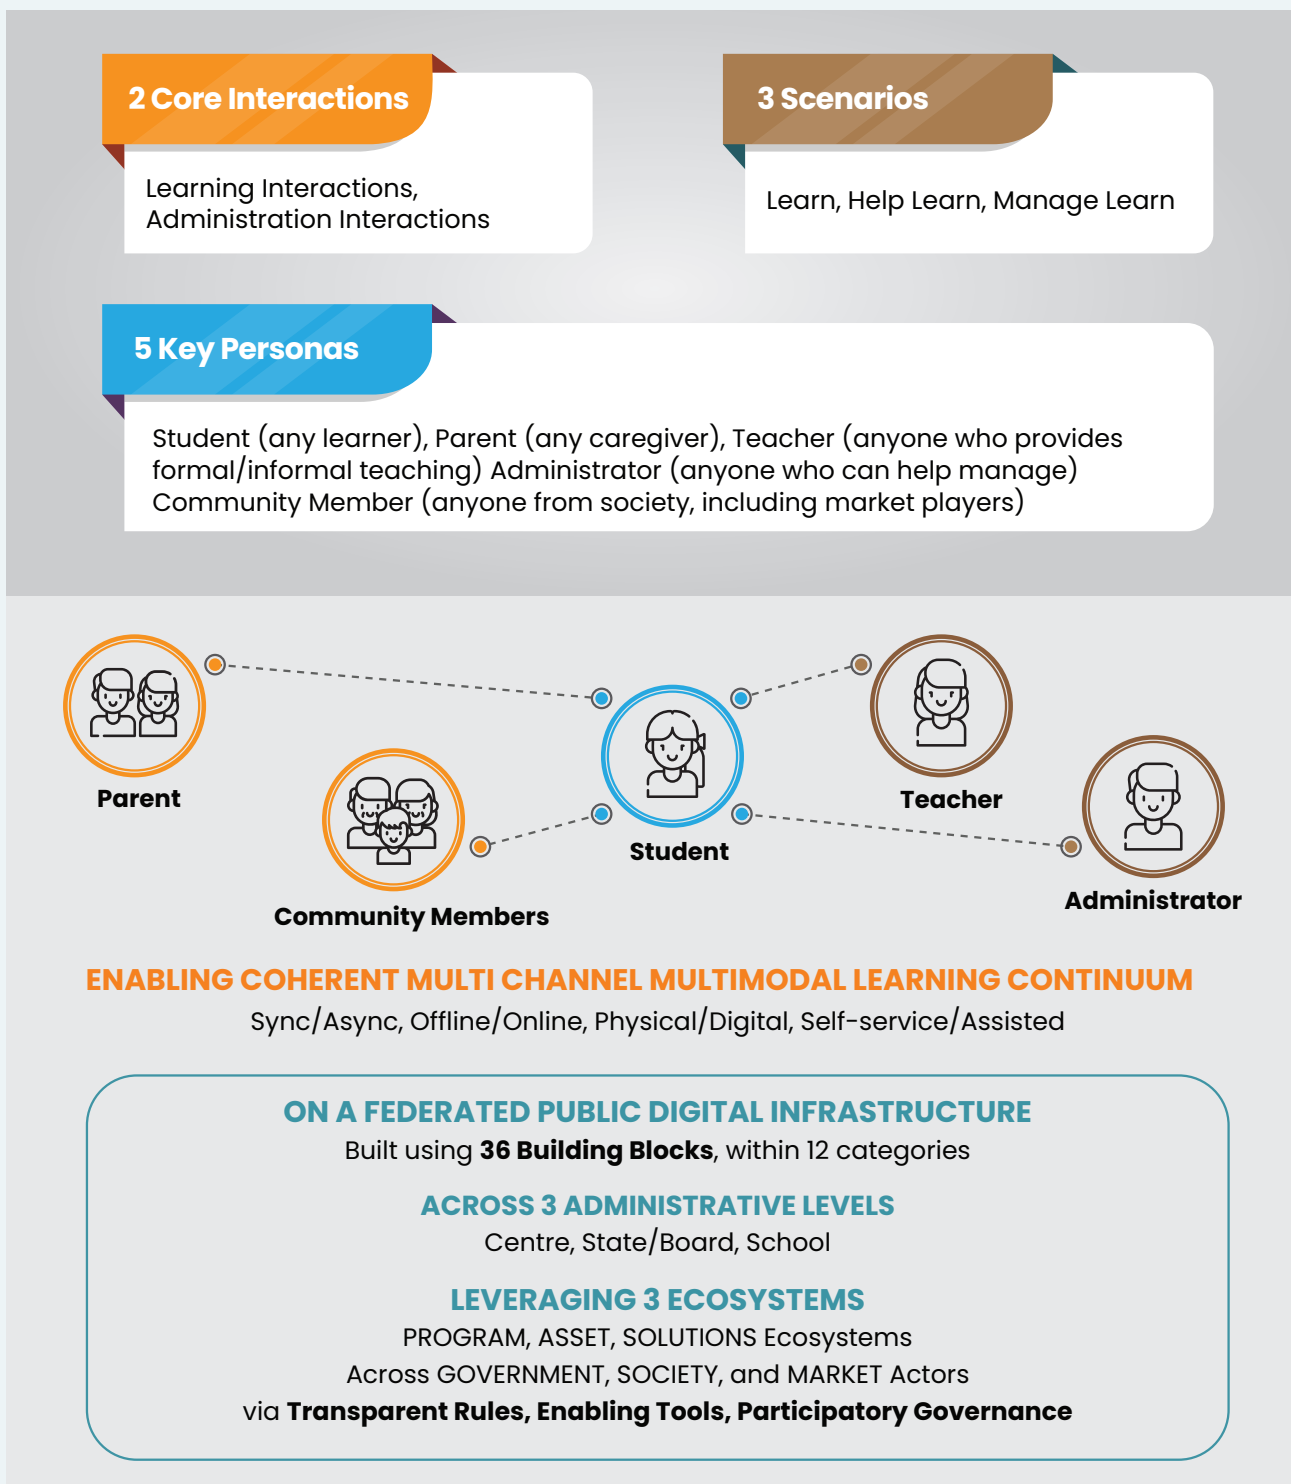 2 Core Interactions
Learning Interactions,
Administration Interactions
3 Scenarios
Learn, Help Learn, Manage Learn
5 Key Personas
Student (any learner), Parent (any caregiver), Teacher (anyone who provides
formal/informal teaching) Administrator (anyone who can help manage)
Community Member (anyone from society, including market players)
Parent
Community Members
Student
Teacher
Administrator
ENABLING COHERENT MULTI CHANNEL MULTIMODAL LEARNING CONTINUUM
Sync/Async, Offline/Online, Physical/Digital, Self-service/Assisted
ON A FEDERATED PUBLIC DIGITAL INFRASTRUCTURE
Built using 36 Building Blocks, within 12 categories
ACROSS 3 ADMINISTRATIVE LEVELS
Centre, State/Board, School
LEVERAGING 3 ECOSYSTEMS
PROGRAM, ASSET, SOLUTIONS Ecosystems
Across GOVERNMENT, SOCIETY, and MARKET Actors
via Transparent Rules, Enabling Tools, Participatory Governance